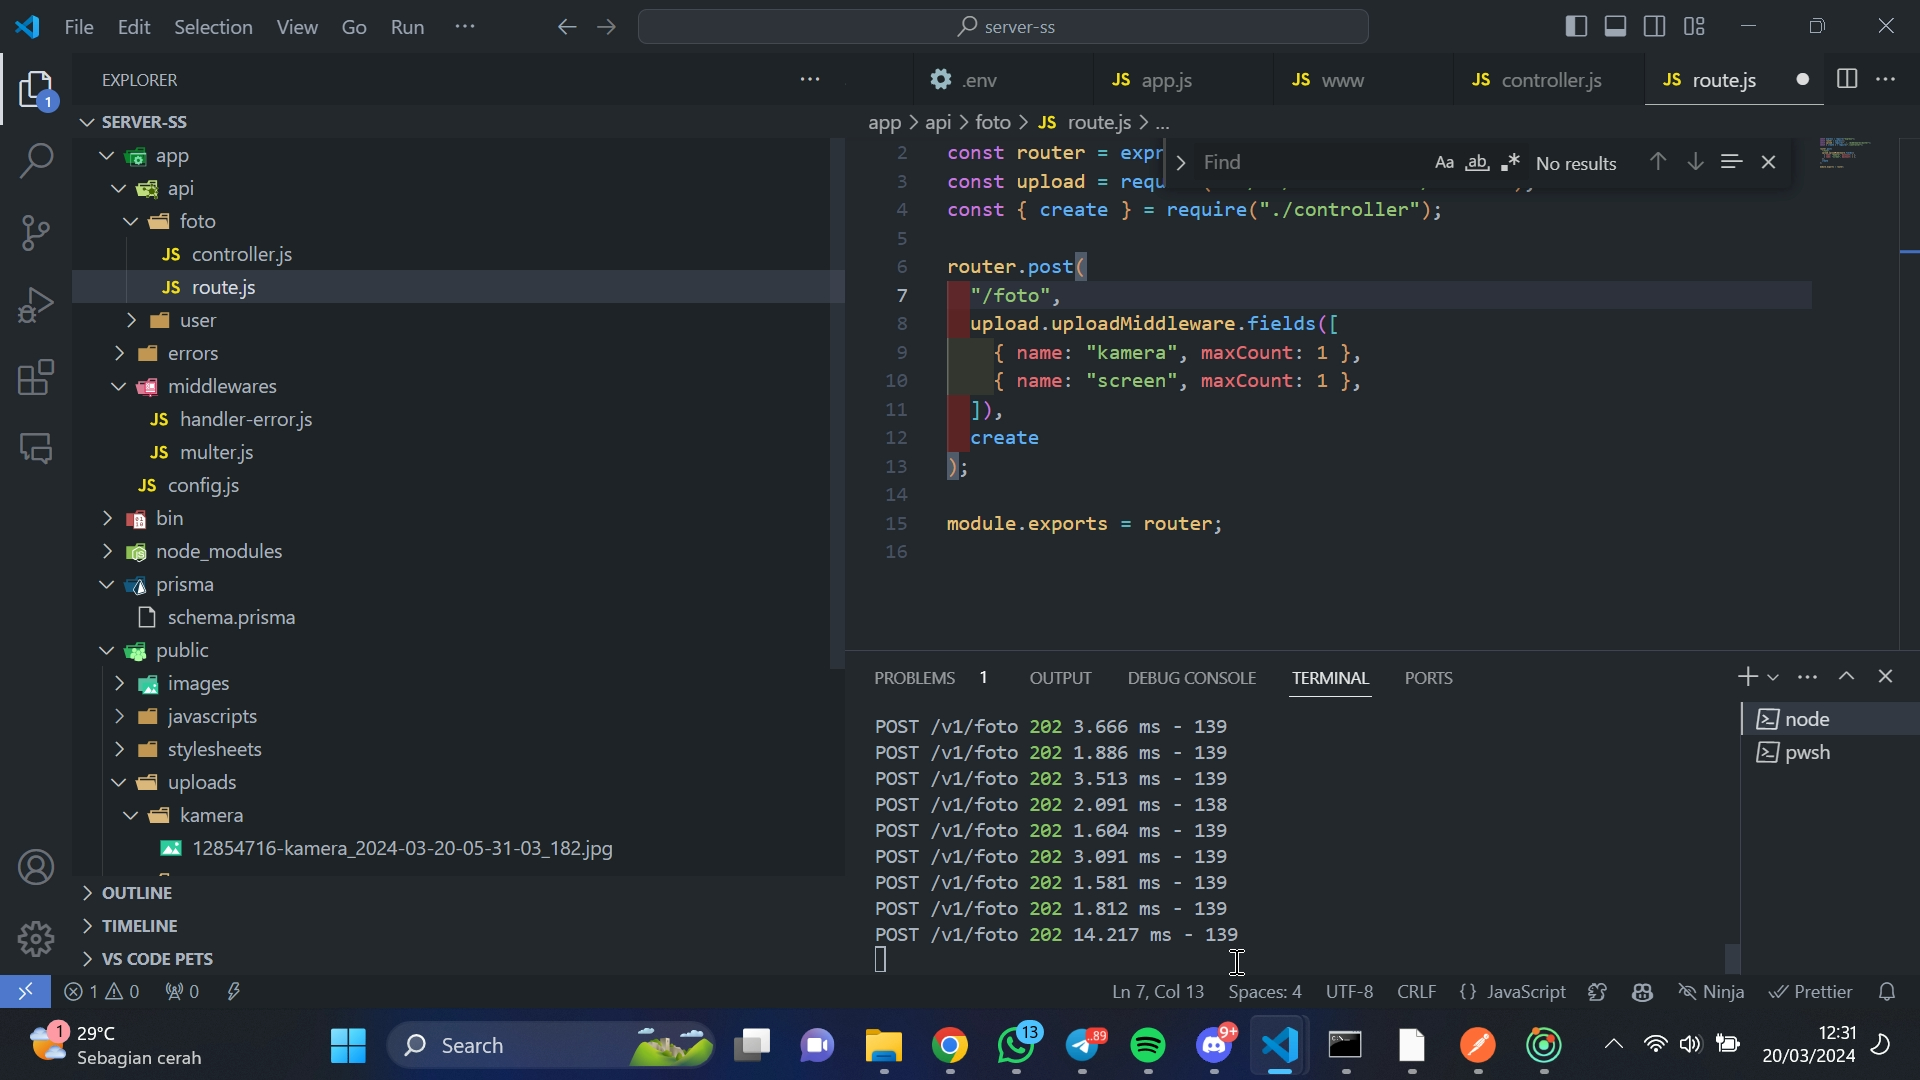 File Edit Selection View Go Run ··· server-ss
EXPLORER ···
SERVER-SS
app
api
foto
JS controller.js
JS route.js
user
errors
middlewares
JS handler-error.js
JS multer.js
JS config.js
bin
node_modules
prisma
schema.prisma
public
images
javascripts
stylesheets
uploads
kamera
12854716-kamera_2024-03-20-05-31-03_182.jpg
OUTLINE
TIMELINE
VS CODE PETS
1
.env JS app.js JS www JS controller.js JS route.js
app > api > foto > JS route.js > ...
Find Aa ab No results
2 const router = expr
3 const upload = requ
4 const { create } = require("./controller");
5
6 router.post(
7 "/foto",
8 upload.uploadMiddleware.fields([
9 { name: "kamera", maxCount: 1 },
10 { name: "screen", maxCount: 1 },
11 ]),
12 create
13 );
14
15 module.exports = router;
16
PROBLEMS 1 OUTPUT DEBUG CONSOLE TERMINAL PORTS
POST /v1/foto 202 3.666 ms - 139
POST /v1/foto 202 1.886 ms - 139
POST /v1/foto 202 3.513 ms - 139
POST /v1/foto 202 2.091 ms - 138
POST /v1/foto 202 1.604 ms - 139
POST /v1/foto 202 3.091 ms - 139
POST /v1/foto 202 1.581 ms - 139
POST /v1/foto 202 1.812 ms - 139
POST /v1/foto 202 14.217 ms - 139
node
pwsh
1 0 0 Ln 7, Col 13 Spaces: 4 UTF-8 CRLF {} JavaScript Ninja Prettier
1 29°C
Sebagian cerah
Search
13
..89
9+
12:31
20/03/2024